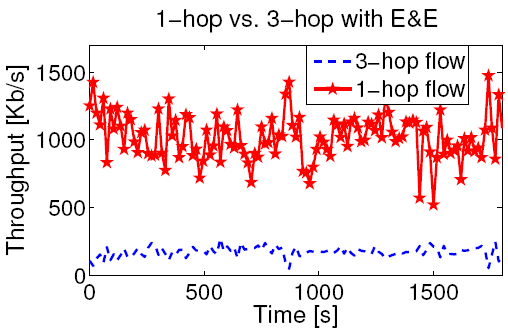 1−hop vs. 3−hop with E&E
3−hop flow
1−hop flow
Throughput [Kb/s]
1500
1000
500
0
0
500
1000
1500
Time [s]